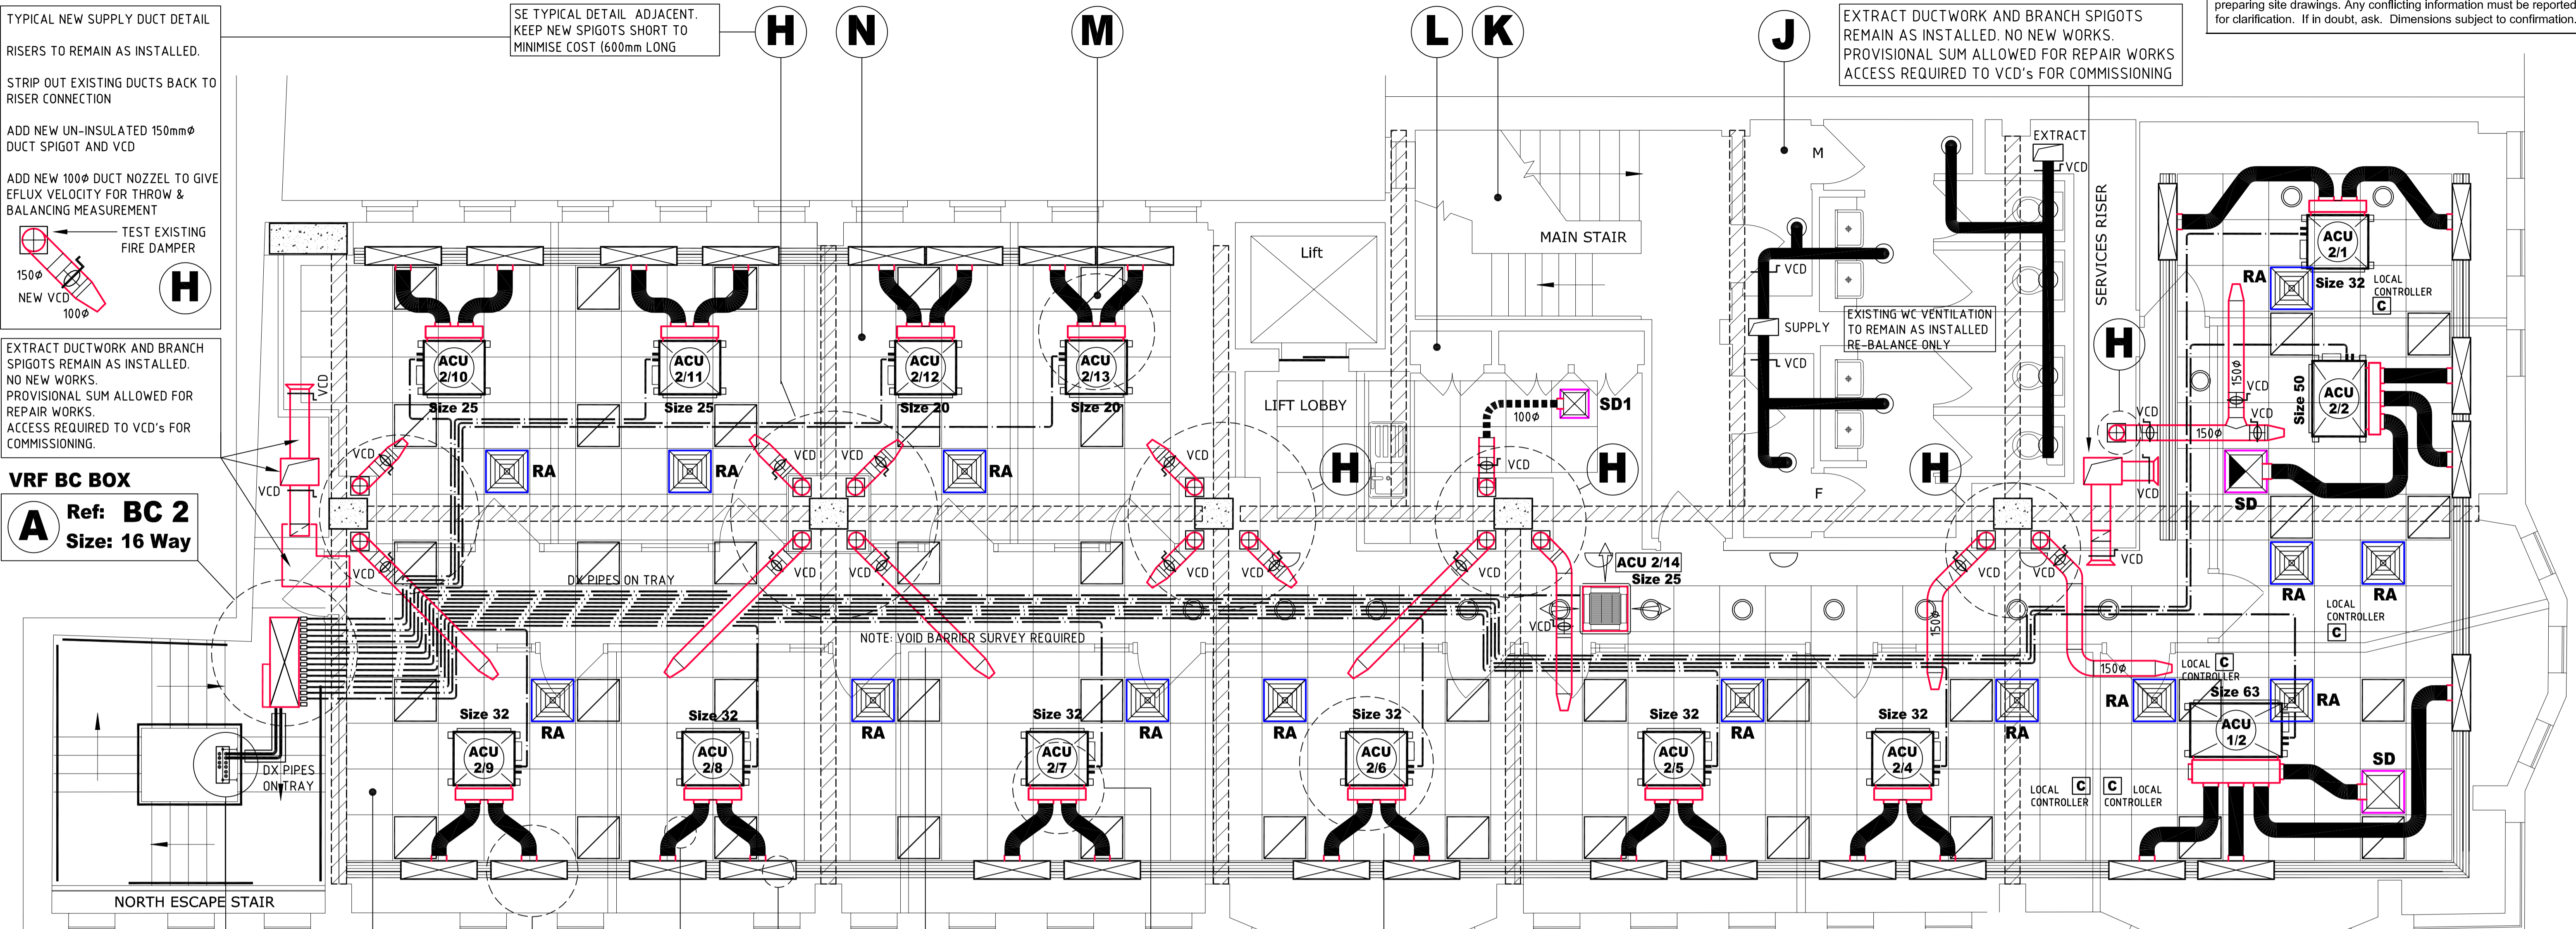 TYPICAL NEW SUPPLY DUCT DETAIL
RISERS TO REMAIN AS INSTALLED.
STRIP OUT EXISTING DUCTS BACK TO
RISER CONNECTION
ADD NEW UN-INSULATED 150mmØ
DUCT SPIGOT AND VCD
ADD NEW 100Ø DUCT NOZZEL TO GIVE
EFLUX VELOCITY FOR THROW &
BALANCING MEASUREMENT
TEST EXISTING
FIRE DAMPER
150Ø
NEW VCD
100Ø
H
EXTRACT DUCTWORK AND BRANCH
SPIGOTS REMAIN AS INSTALLED.
NO NEW WORKS.
PROVISIONAL SUM ALLOWED FOR
REPAIR WORKS.
ACCESS REQUIRED TO VCD's FOR
COMMISSIONING.
VRF BC BOX
A
Ref: BC 2
Size: 16 Way
SE TYPICAL DETAIL ADJACENT.
KEEP NEW SPIGOTS SHORT TO
MINIMISE COST (600mm LONG
H
N
M
L
K
J
EXTRACT DUCTWORK AND BRANCH SPIGOTS
REMAIN AS INSTALLED. NO NEW WORKS.
PROVISIONAL SUM ALLOWED FOR REPAIR WORKS
ACCESS REQUIRED TO VCD's FOR COMMISSIONING
preparing site drawings. Any conflicting information must be reported
for clarification. If in doubt, ask. Dimensions subject to confirmation.
VCD
VCD
ACU
2/10
Size 25
ACU
2/11
Size 25
ACU
2/12
Size 20
ACU
2/13
Size 20
VCD
RA
RA
VCD
VCD
RA
VCD
VCD
VCD
VCD
VCD
VCD
DX PIPES ON TRAY
NOTE: VOID BARRIER SURVEY REQUIRED
Lift
LIFT LOBBY
MAIN STAIR
SD1
100Ø
VCD
H
H
H
H
VCD
VCD
VCD
ACU 2/14
Size 25
M
F
VCD
SUPPLY
VCD
EXISTING WC VENTILATION
TO REMAIN AS INSTALLED
RE-BALANCE ONLY
EXTRACT
VCD
SERVICES RISER
VCD
VCD
VCD
VCD
150Ø
150Ø
ACU
2/1
Size 32
RA
LOCAL
CONTROLLER
C
150Ø
VCD
VCD
VCD
150Ø
ACU
2/2
Size 50
SD
RA
RA
LOCAL
CONTROLLER
C
LOCAL
CONTROLLER
C
Size 63
ACU
1/2
RA
RA
SD
LOCAL
CONTROLLER
C
C
LOCAL
CONTROLLER
Size 32
ACU
2/9
RA
Size 32
ACU
2/8
RA
Size 32
ACU
2/7
RA
RA
Size 32
ACU
2/6
Size 32
ACU
2/5
RA
Size 32
ACU
2/4
RA
DX PIPES
ON TRAY
NORTH ESCAPE STAIR